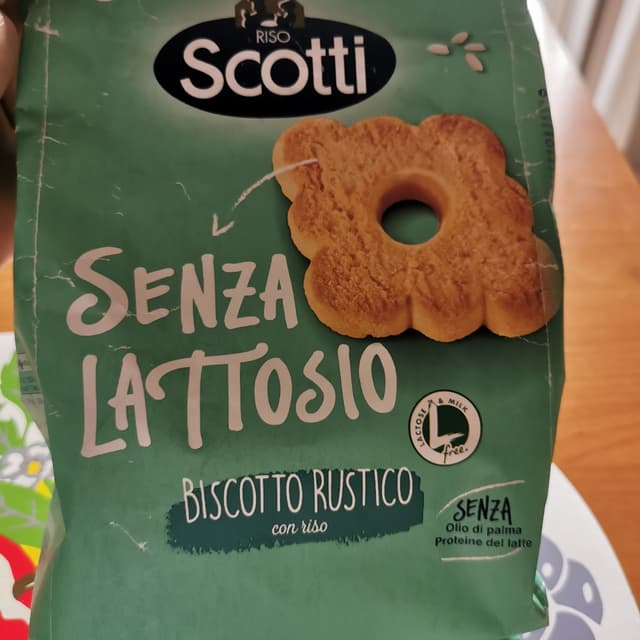 RISO
Scotti
SENZA
LATTOSIO
LACTOSE & MILK
L
free.
BISCOTTO RUSTICO
con riso
SENZA
Olio di palma
Proteine del latte